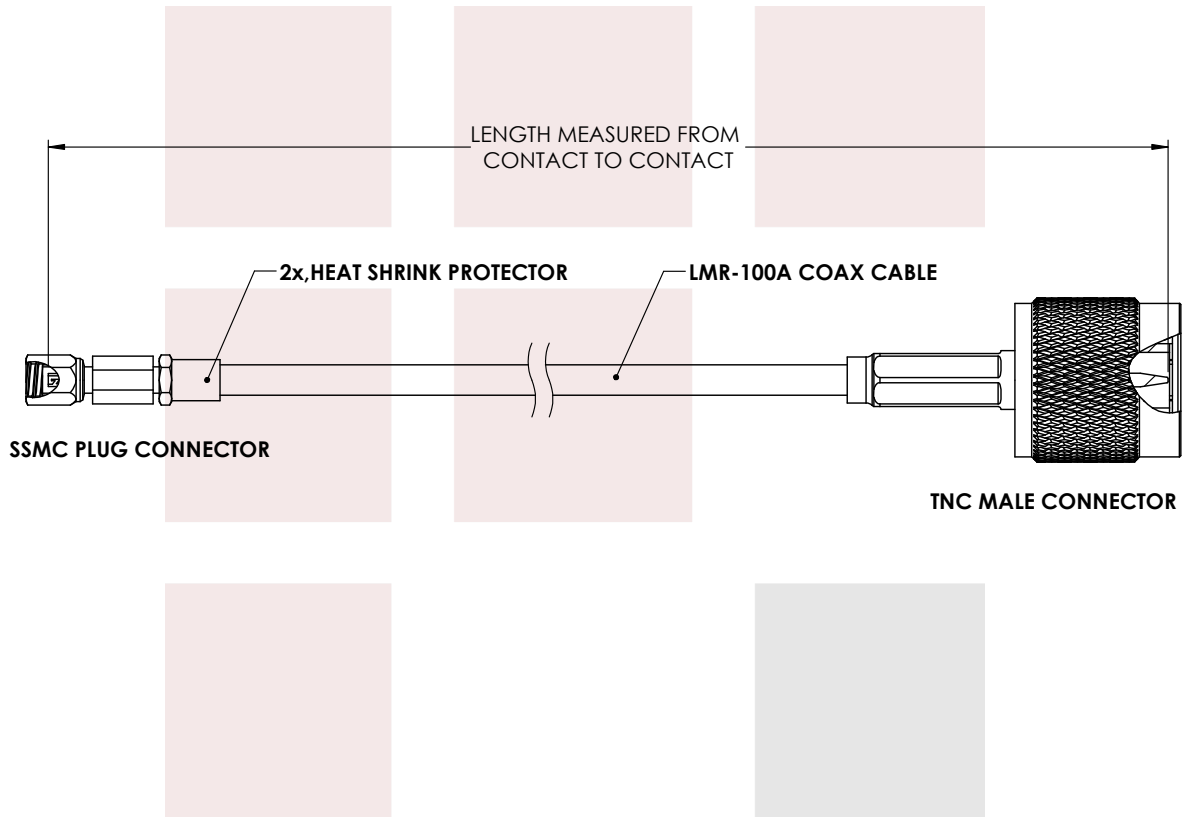 LENGTH MEASURED FROM
CONTACT TO CONTACT
2x,HEAT SHRINK PROTECTOR
LMR-100A COAX CABLE
SSMC PLUG CONNECTOR
TNC MALE CONNECTOR